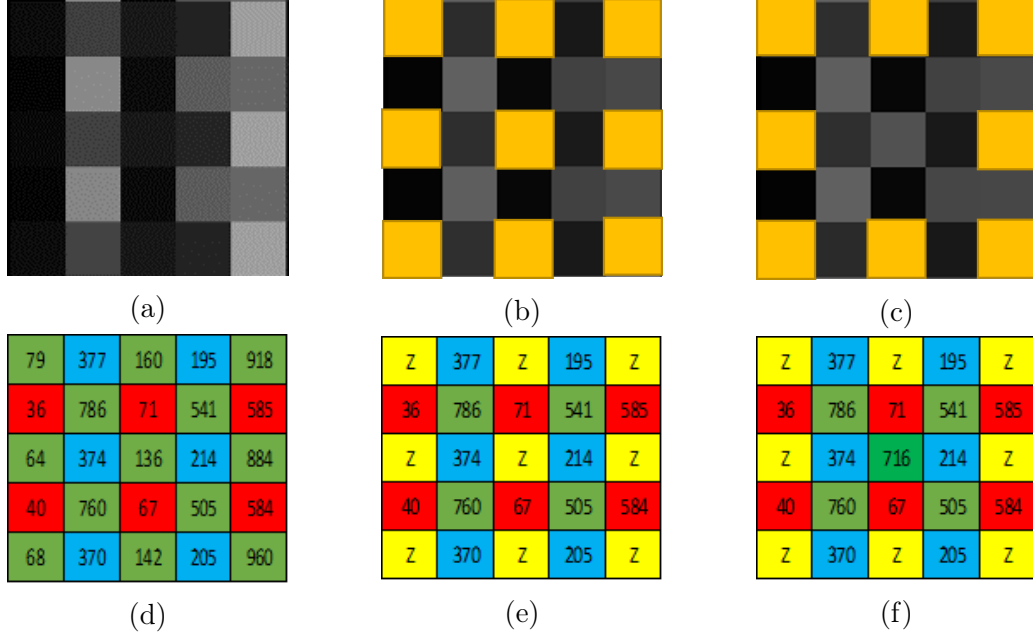 (a) (b) (c)
79 377 160 195 918 Z 377 Z 195 Z Z 377 Z 195 Z
36 786 71 541 585 36 786 71 541 585 36 786 71 541 585
64 374 136 214 884 Z 374 Z 214 Z Z 374 716 214 Z
40 760 67 505 584 40 760 67 505 584 40 760 67 505 584
68 370 142 205 960 Z 370 Z 205 Z Z 370 Z 205 Z
(d) (e) (f)